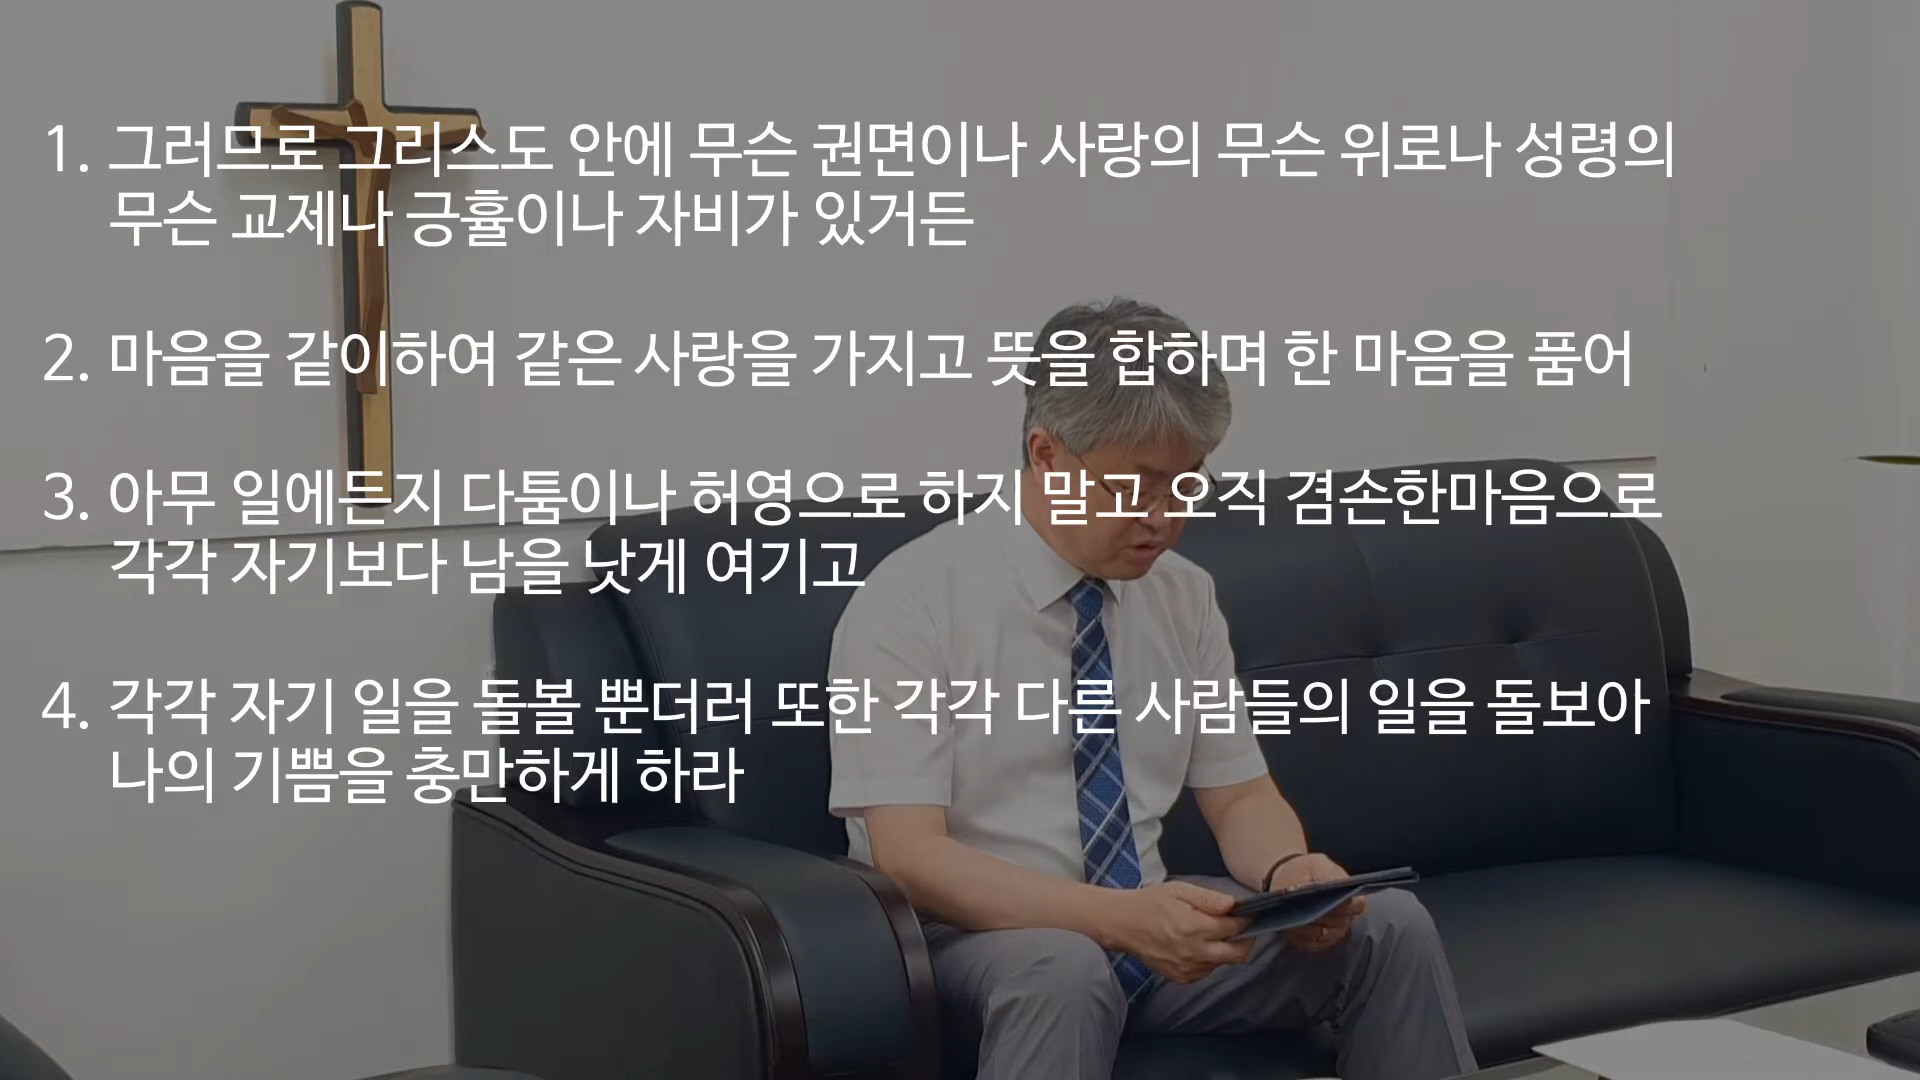 1. 그러므로 그리스도 안에 무슨 권면이나 사랑의 무슨 위로나 성령의
무슨 교제나 긍휼이나 자비가 있거든
2. 마음을 같이하여 같은 사랑을 가지고 뜻을 합하며 한 마음을 품어
3. 아무 일에든지 다툼이나 허영으로 하지 말고 오직 겸손한마음으로
각각 자기보다 남을 낫게 여기고
4. 각각 자기 일을 돌볼 뿐더러 또한 각각 다른 사람들의 일을 돌보아
나의 기쁨을 충만하게 하라